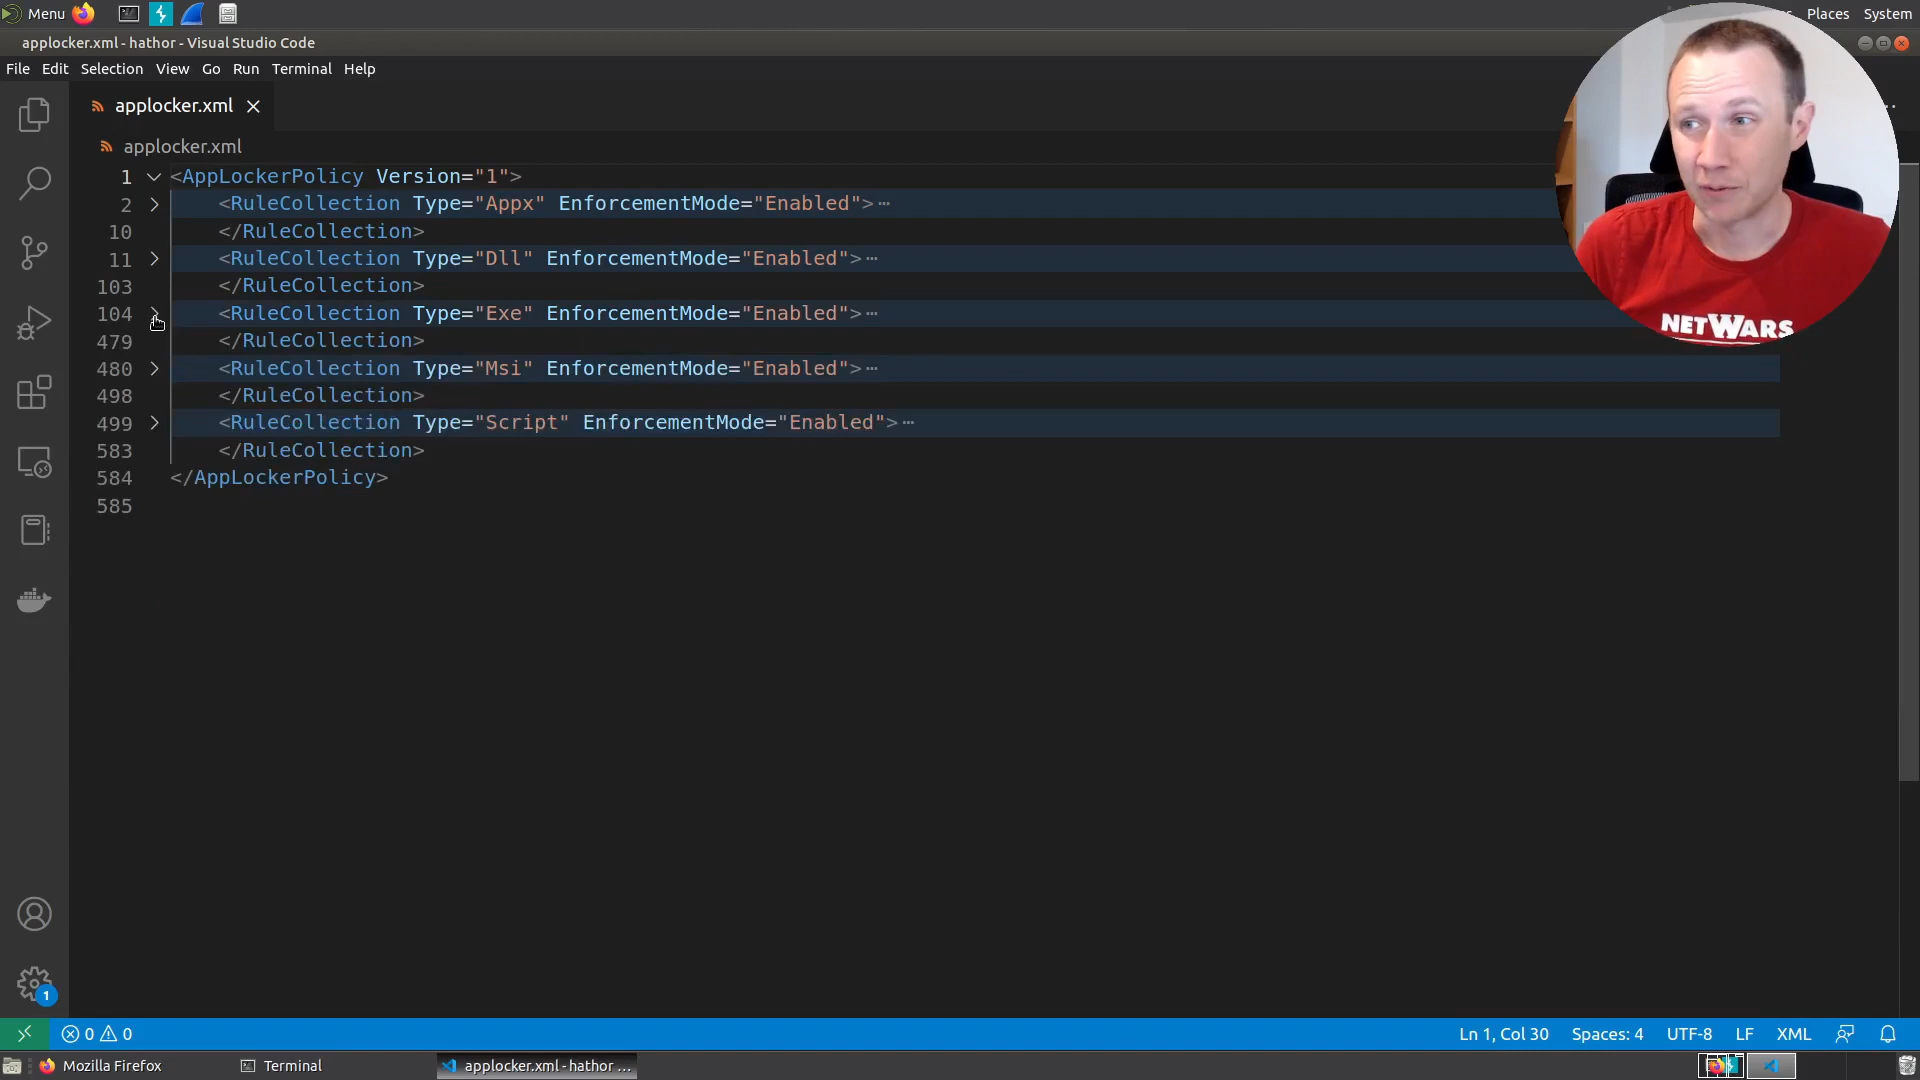 Menu
Places System
applocker.xml - hathor - Visual Studio Code
File Edit Selection View Go Run Terminal Help
applocker.xml
applocker.xml
1 <AppLockerPolicy Version="1">
2 <RuleCollection Type="Appx" EnforcementMode="Enabled">⋯
10 </RuleCollection>
11 <RuleCollection Type="Dll" EnforcementMode="Enabled">⋯
103 </RuleCollection>
104 <RuleCollection Type="Exe" EnforcementMode="Enabled">⋯
479 </RuleCollection>
480 <RuleCollection Type="Msi" EnforcementMode="Enabled">⋯
498 </RuleCollection>
499 <RuleCollection Type="Script" EnforcementMode="Enabled">⋯
583 </RuleCollection>
584 </AppLockerPolicy>
585
NETWARS
1
0 0
Ln 1, Col 30 Spaces: 4 UTF-8 LF XML
Mozilla Firefox Terminal applocker.xml - hathor ...